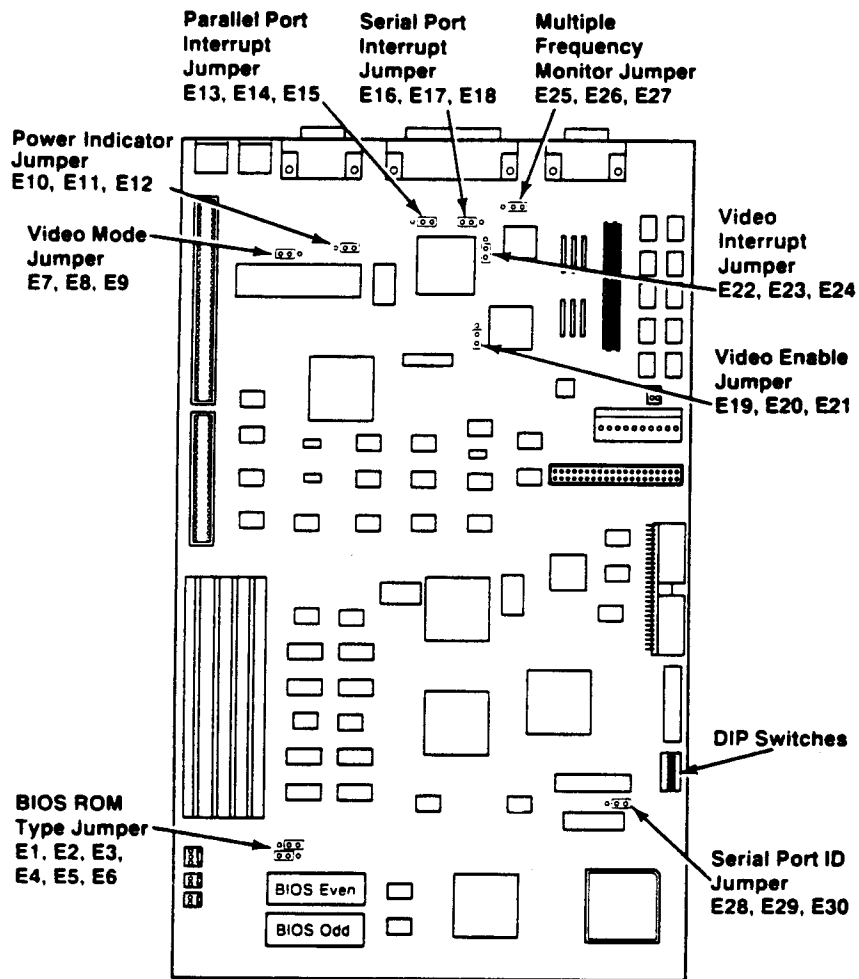 Parallel Port
Interrupt
Jumper
E13, E14, E15
Serial Port
Interrupt
Jumper
E16, E17, E18
Multiple
Frequency
Monitor Jumper
E25, E26, E27
Power Indicator
Jumper
E10, E11, E12
Video Mode
Jumper
E7, E8, E9
Video
Interrupt
Jumper
E22, E23, E24
Video Enable
Jumper
E19, E20, E21
DIP Switches
BIOS ROM
Type Jumper
E1, E2, E3,
E4, E5, E6
Serial Port ID
Jumper
E28, E29, E30
BIOS Even
BIOS Odd